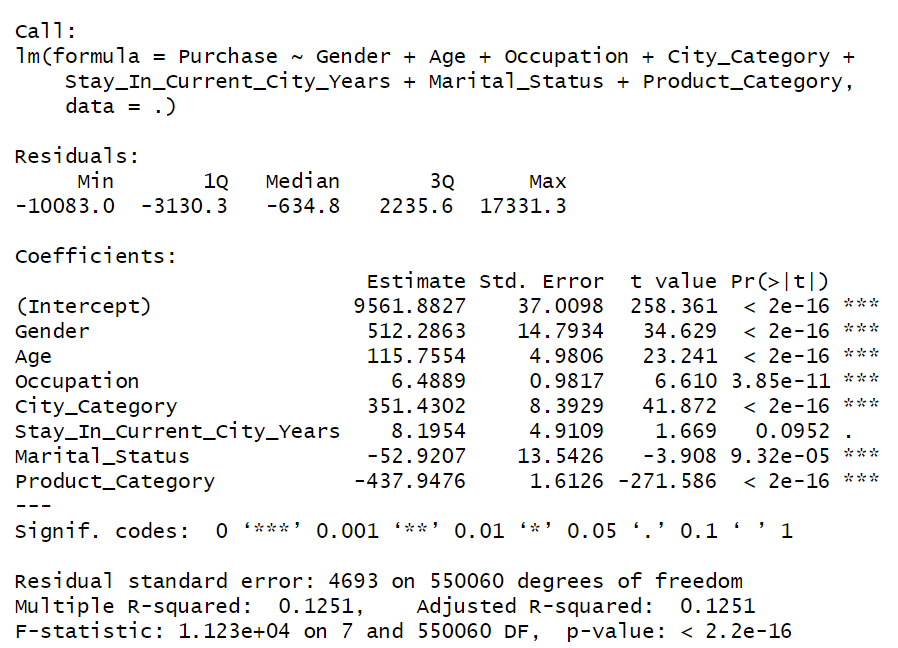 Call:
lm(formula = Purchase ~ Gender + Age + Occupation + City_Category +
    Stay_In_Current_City_Years + Marital_Status + Product_Category,
    data = .)

Residuals:
     Min       1Q   Median       3Q      Max
-10083.0  -3130.3   -634.8   2235.6  17331.3

Coefficients:
                            Estimate Std. Error  t value Pr(>|t|)
(Intercept)                9561.8827    37.0098  258.361  < 2e-16 ***
Gender                      512.2863    14.7934   34.629  < 2e-16 ***
Age                         115.7554     4.9806   23.241  < 2e-16 ***
Occupation                    6.4889     0.9817    6.610 3.85e-11 ***
City_Category               351.4302     8.3929   41.872  < 2e-16 ***
Stay_In_Current_City_Years    8.1954     4.9109    1.669   0.0952 .
Marital_Status              -52.9207    13.5426   -3.908 9.32e-05 ***
Product_Category           -437.9476     1.6126 -271.586  < 2e-16 ***
---
Signif. codes:  0 ‘***’ 0.001 ‘**’ 0.01 ‘*’ 0.05 ‘.’ 0.1 ‘ ’ 1

Residual standard error: 4693 on 550060 degrees of freedom
Multiple R-squared:  0.1251,    Adjusted R-squared:  0.1251
F-statistic: 1.123e+04 on 7 and 550060 DF,  p-value: < 2.2e-16